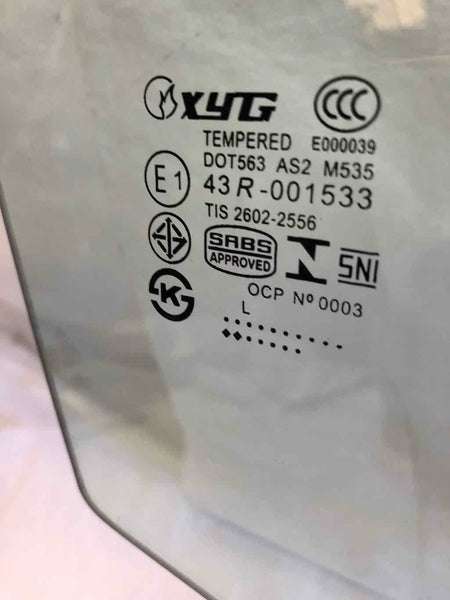 XYG CCC
TEMPERED E000039
DOT563 AS2 M535
E1 43R-001533
TIS 2602-2556
SABS
APPROVED
N SNI
K
OCP Nº 0003
L